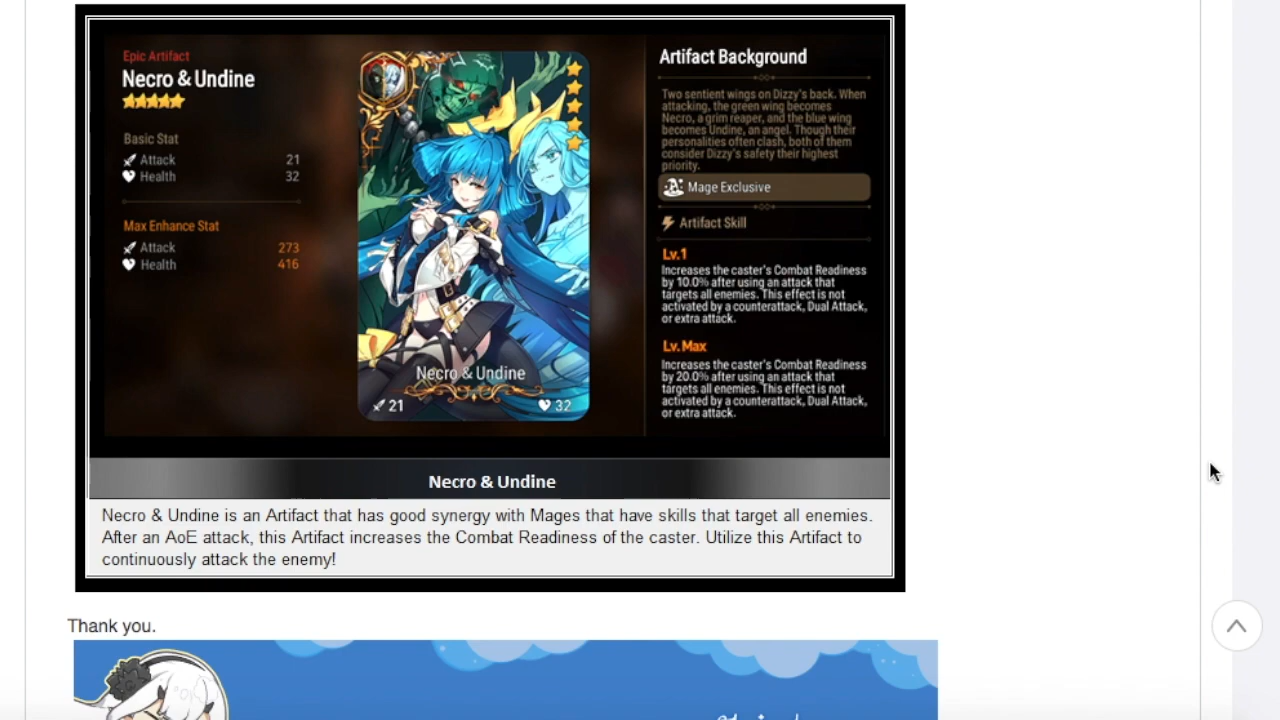 Epic Artifact
Necro & Undine
Basic Stat
Attack 21
Health 32
Max Enhance Stat
Attack 273
Health 416
Necro & Undine
21 32
Artifact Background
Two sentient wings on Dizzy's back. When
attacking, the green wing becomes
Necro, a grim reaper, and the blue wing
becomes Undine, an angel. Though their
personalities often clash, both of them
consider Dizzy's safety their highest
priority.
Mage Exclusive
Artifact Skill
Lv.1
Increases the caster's Combat Readiness
by 10.0% after using an attack that
targets all enemies. This effect is not
activated by a counterattack, Dual Attack,
or extra attack.
Lv.Max
Increases the caster's Combat Readiness
by 20.0% after using an attack that
targets all enemies. This effect is not
activated by a counterattack, Dual Attack,
or extra attack.
Necro & Undine
Necro & Undine is an Artifact that has good synergy with Mages that have skills that target all enemies.
After an AoE attack, this Artifact increases the Combat Readiness of the caster. Utilize this Artifact to
continuously attack the enemy!
Thank you.